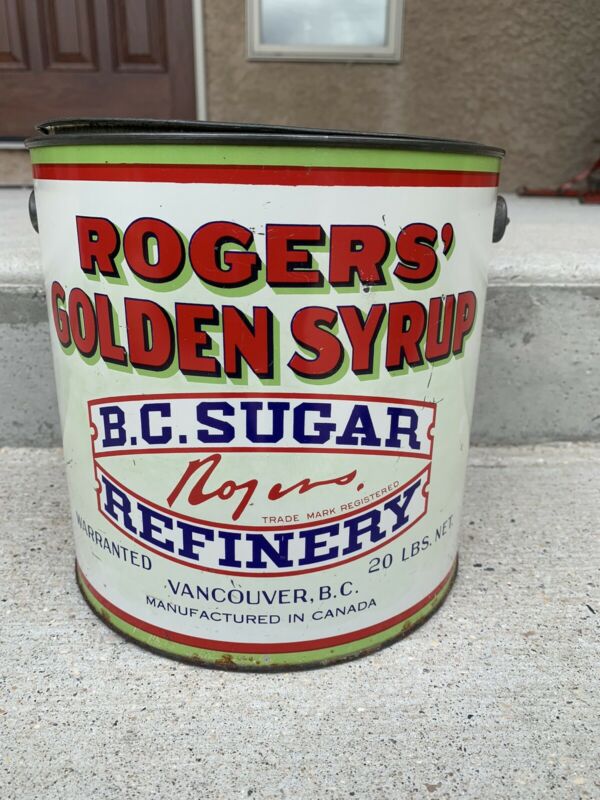 ROGERS'
GOLDEN SYRUP
B.C. SUGAR
Rogers.
TRADE MARK REGISTERED
REFINERY
WARRANTED 20 LBS. NET.
VANCOUVER, B.C.
MANUFACTURED IN CANADA